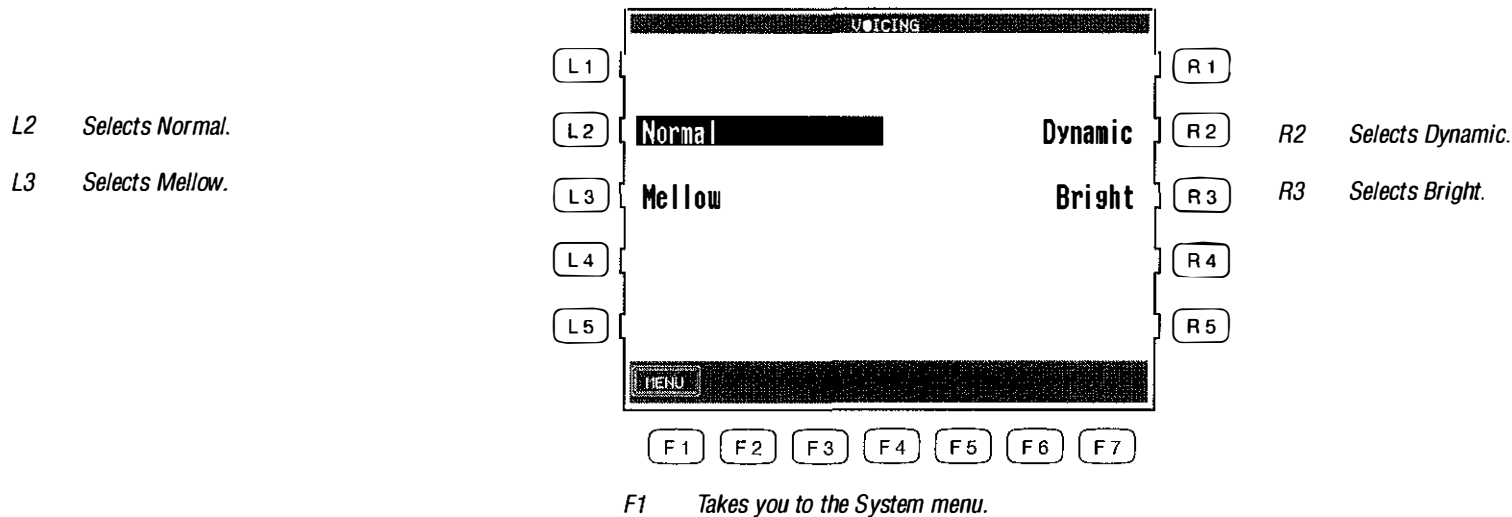 VOICING
L1 R1
L2 Selects Normal. L2 Normal Dynamic R2 R2 Selects Dynamic.
L3 Selects Mellow. L3 Mellow Bright R3 R3 Selects Bright.
L4 R4
L5 R5
MENU
F1 F2 F3 F4 F5 F6 F7
F1 Takes you to the System menu.